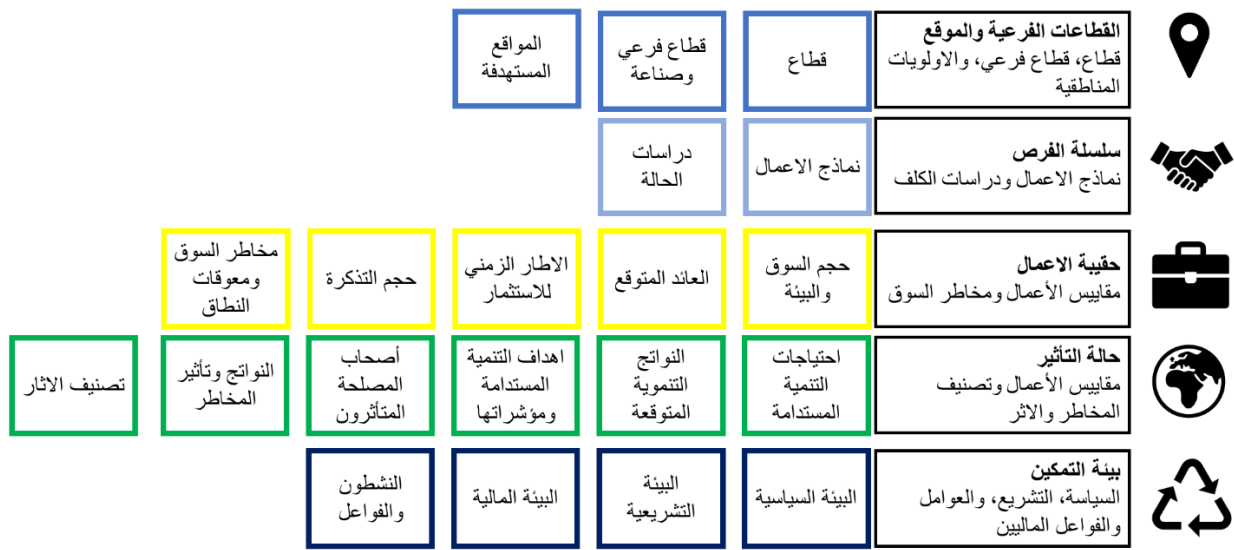 القطاعات الفرعية والموقع
قطاع، قطاع فرعي، والاولويات
المناطقية
قطاع
قطاع فرعي
وصناعة
المواقع
المستهدفة
سلسلة الفرص
نماذج الاعمال ودراسات الكلف
نماذج الاعمال
دراسات
الحالة
حقيبة الاعمال
مقاييس الأعمال ومخاطر السوق
حجم السوق
والبيئة
العائد المتوقع
الاطار الزمني
للاستثمار
حجم التذكرة
مخاطر السوق
ومعوقات
النطاق
حالة التأثير
مقاييس الأعمال وتصنيف
المخاطر والاثر
احتياجات
التنمية
المستدامة
النواتج
التنموية
المتوقعة
اهداف التنمية
المستدامة
ومؤشراتها
أصحاب
المصلحة
المتأثرون
النواتج وتأثير
المخاطر
تصنيف الاثار
بيئة التمكين
السياسة، التشريع، والعوامل
والفواعل الماليين
البيئة السياسية
البيئة
التشريعية
البيئة المالية
النشطون
والفواعل